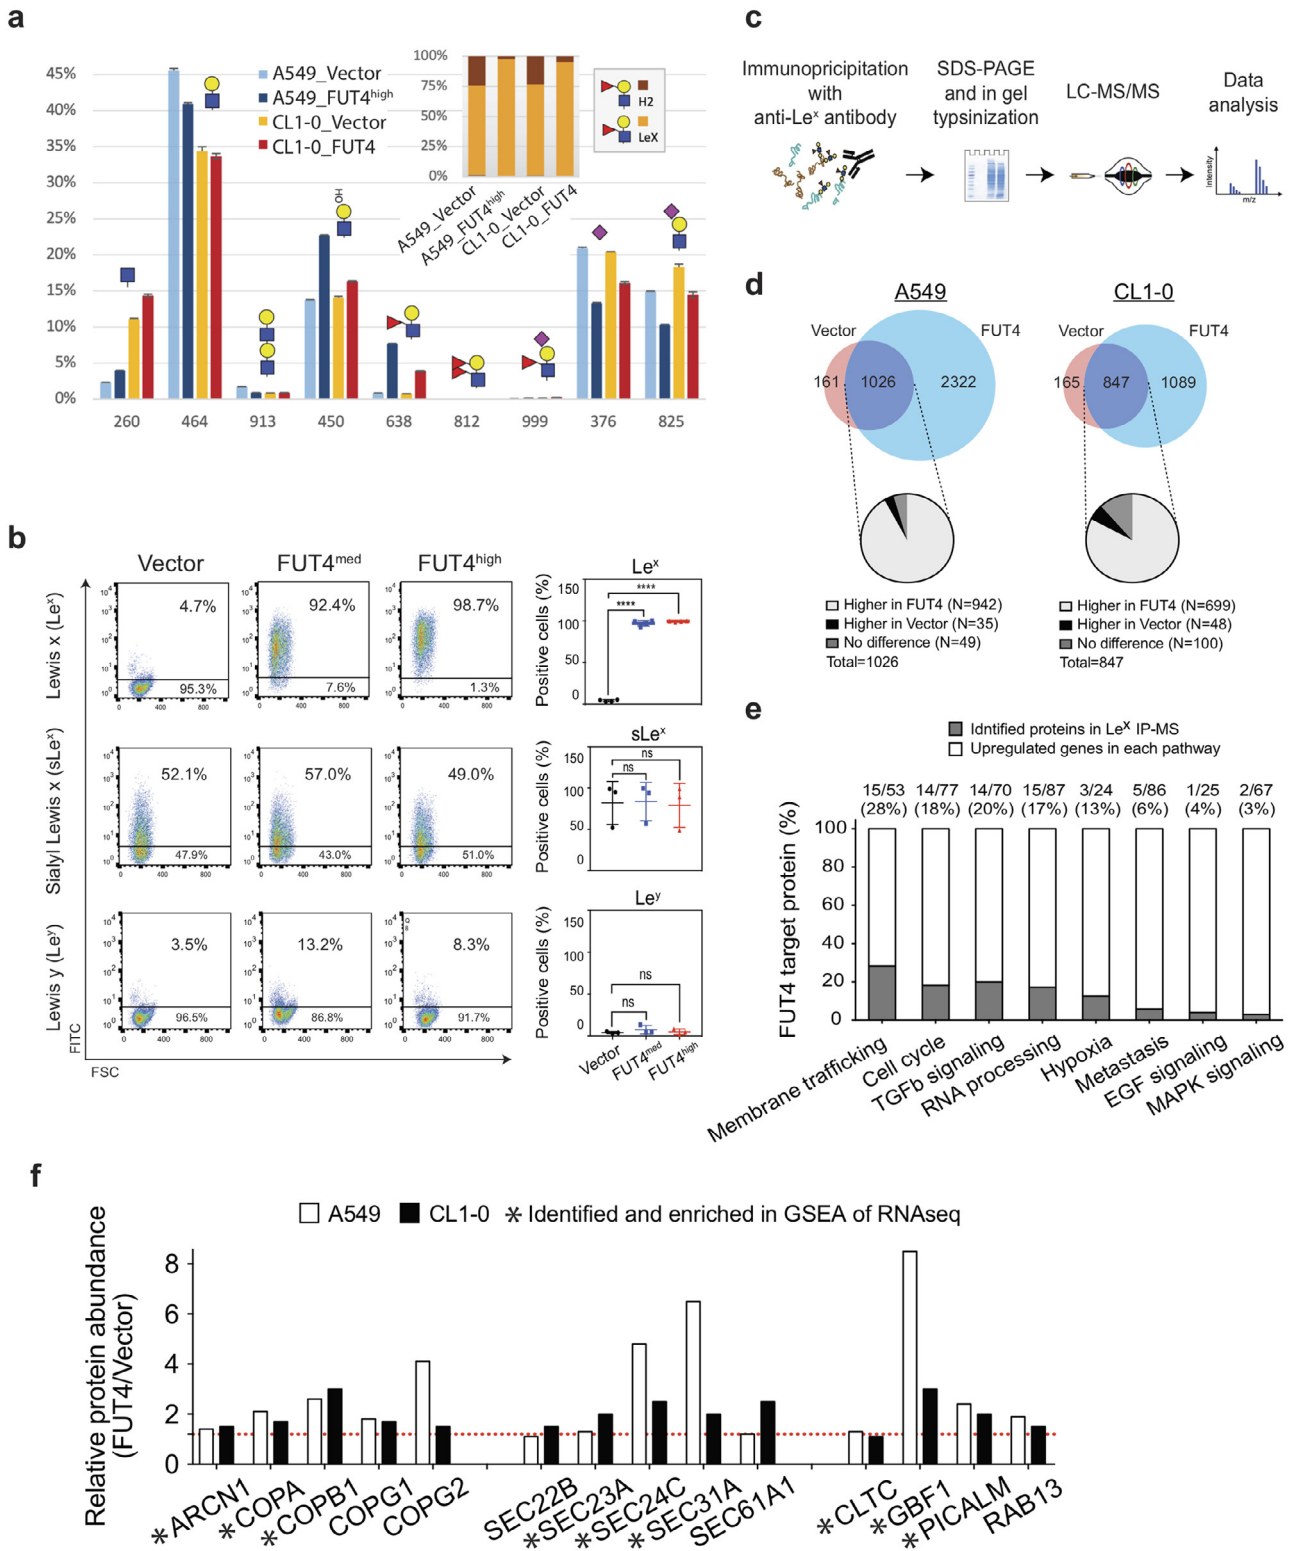 a
45%
40%
35%
30%
25%
20%
15%
10%
5%
0%
A549_Vector
A549_FUT4high
CL1-0_Vector
CL1-0_FUT4
100%
75%
50%
25%
0%
A549_Vector
A549_FUT4high
CL1-0_Vector
CL1-0_FUT4
H2
LeX
HO
260
464
913
450
638
812
999
376
825
b
Vector
FUT4med
FUT4high
Lewis x (Lex)
4.7%
95.3%
92.4%
7.6%
98.7%
1.3%
Lex
Positive cells (%)
150
100
50
0
****
****
Sialyl Lewis x (sLex)
52.1%
47.9%
57.0%
43.0%
49.0%
51.0%
sLex
Positive cells (%)
150
100
50
0
ns
ns
Lewis y (Ley)
3.5%
96.5%
13.2%
86.8%
8.3%
91.7%
Ley
Positive cells (%)
150
100
50
0
ns
ns
Vector
FUT4med
FUT4high
FITC
FSC
c
Immunopricipitation
with
anti-Lex antibody
SDS-PAGE
and in gel
typsinization
LC-MS/MS
Data
analysis
Intensity
m/z
d
A549
Vector
FUT4
161
1026
2322
Higher in FUT4 (N=942)
Higher in Vector (N=35)
No difference (N=49)
Total=1026
CL1-0
Vector
FUT4
165
847
1089
Higher in FUT4 (N=699)
Higher in Vector (N=48)
No difference (N=100)
Total=847
e
Idntified proteins in Lex IP-MS
Upregulated genes in each pathway
15/53 14/77 14/70 15/87 3/24 5/86 1/25 2/67
(28%) (18%) (20%) (17%) (13%) (6%) (4%) (3%)
FUT4 target protein (%)
100
80
60
40
20
0
Membrane trafficking
Cell cycle
TGFb signaling
RNA processing
Hypoxia
Metastasis
EGF signaling
MAPK signaling
f
A549 CL1-0 * Identified and enriched in GSEA of RNAseq
Relative protein abundance
(FUT4/Vector)
8
6
4
2
0
*ARCN1
*COPA
*COPB1
COPG1
COPG2
SEC22B
*SEC23A
*SEC24C
*SEC31A
SEC61A1
*CLTC
*GBF1
*PICALM
RAB13